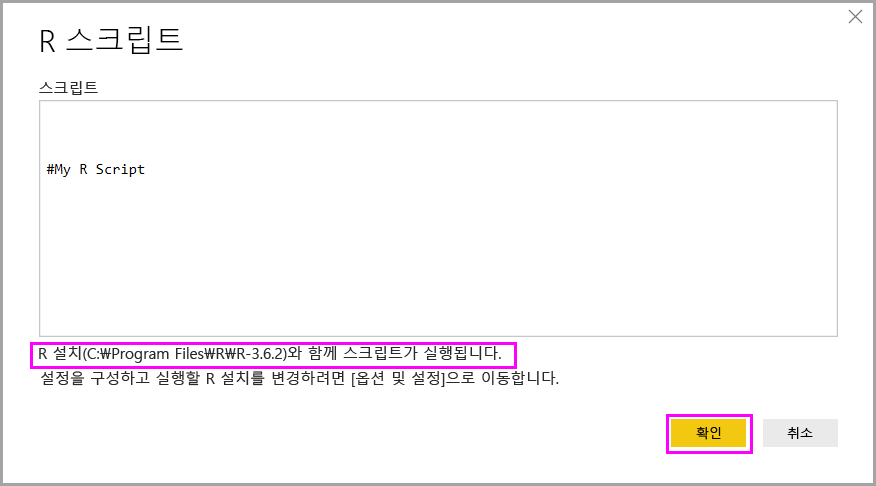 R 스크립트
스크립트
#My R Script
R 설치(C:₩Program Files₩R₩R-3.6.2)와 함께 스크립트가 실행됩니다.
설정을 구성하고 실행할 R 설치를 변경하려면 [옵션 및 설정]으로 이동합니다.
확인
취소